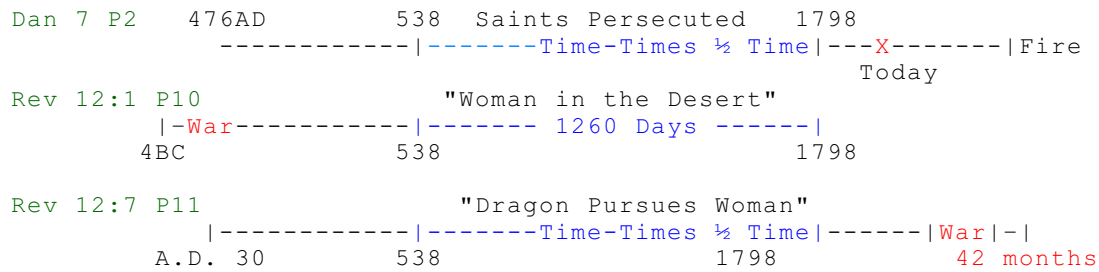 Dan 7 P2 476AD 538 Saints Persecuted 1798
------------|-------Time-Times ½ Time|---X-------|Fire
Today
Rev 12:1 P10 "Woman in the Desert"
|-War-----------|------- 1260 Days ------|
4BC 538 1798
Rev 12:7 P11 "Dragon Pursues Woman"
|------------|-------Time-Times ½ Time|------|War|-|
A.D. 30 538 1798 42 months